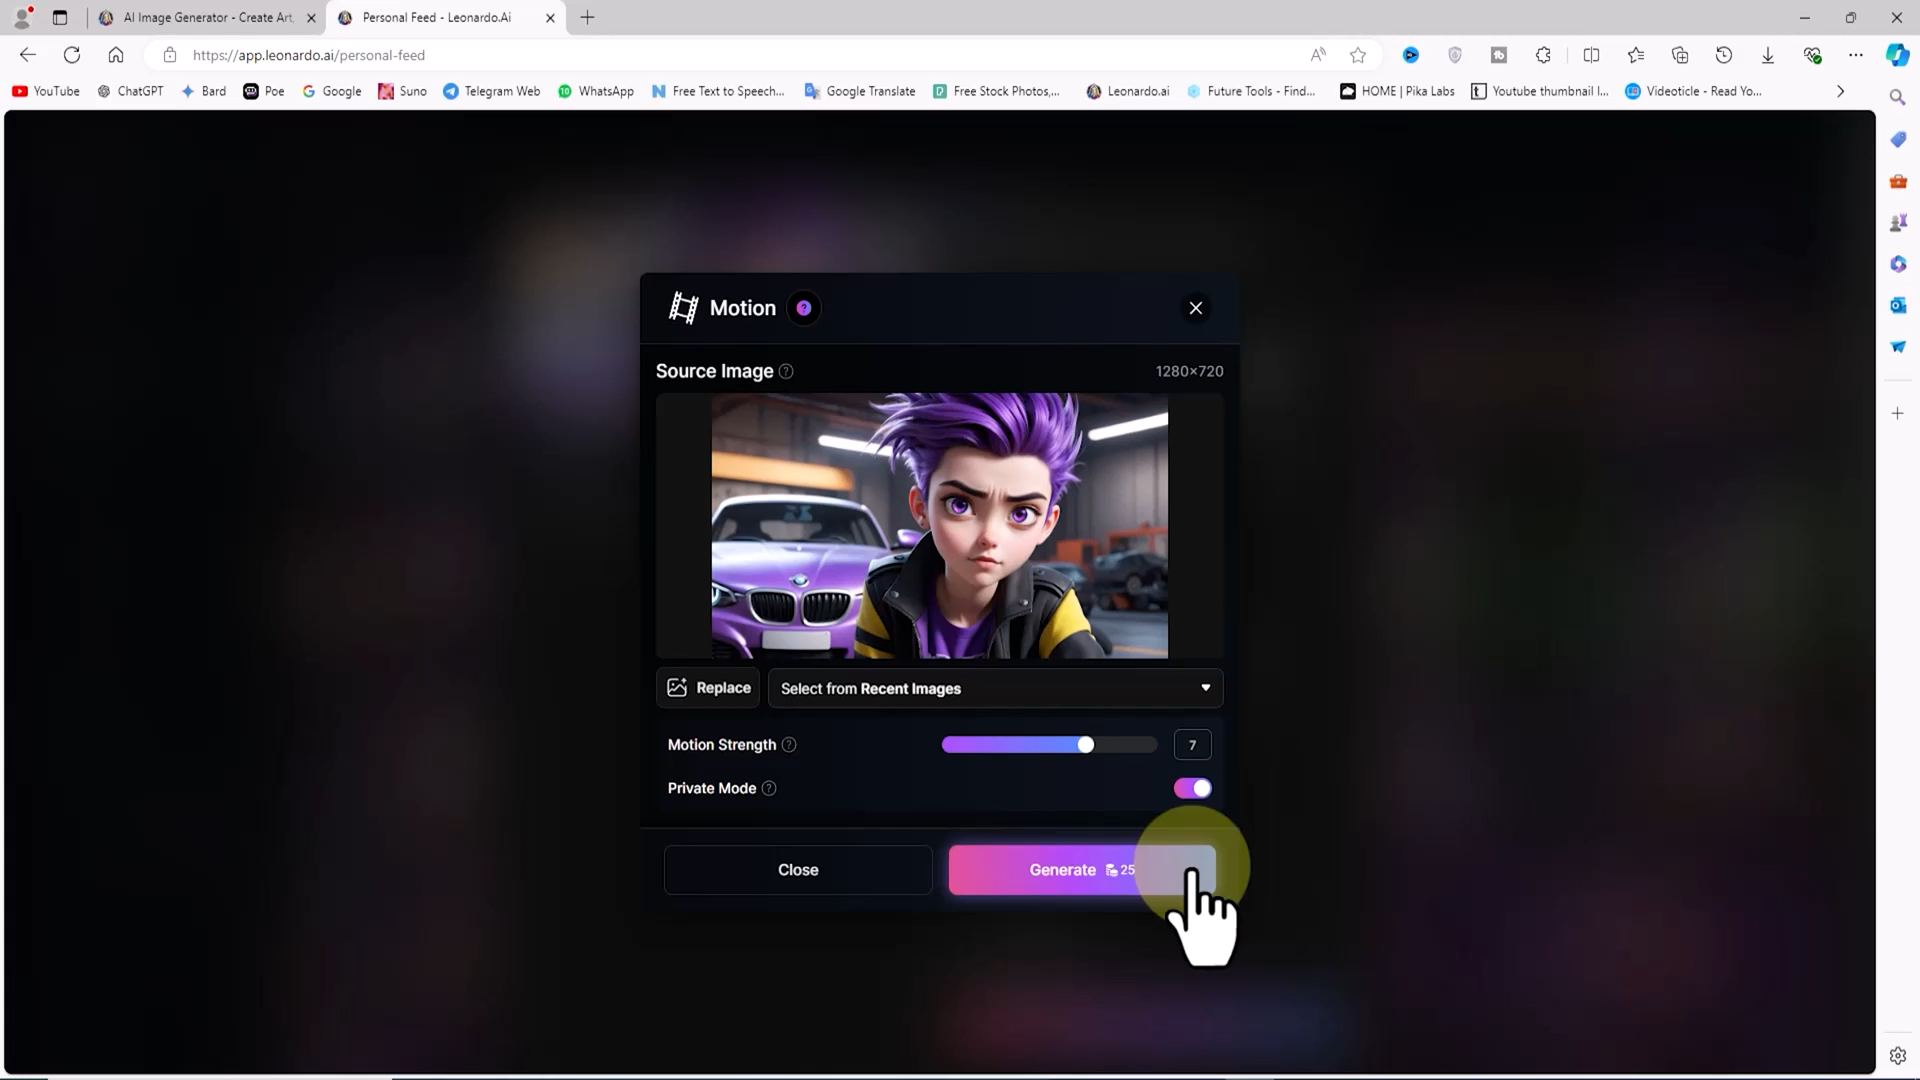 AI Image Generator - Create Art,
Personal Feed - Leonardo.Ai
https://app.leonardo.ai/personal-feed
YouTube
ChatGPT
Bard
Poe
Google
Suno
Telegram Web
WhatsApp
Free Text to Speech...
Google Translate
Free Stock Photos,...
Leonardo.ai
Future Tools - Find...
HOME | Pika Labs
Youtube thumbnail l...
Videoticle - Read Yo...
Motion ?
Source Image ?
1280×720
Replace
Select from Recent Images
Motion Strength ?
7
Private Mode ?
Close
Generate 25